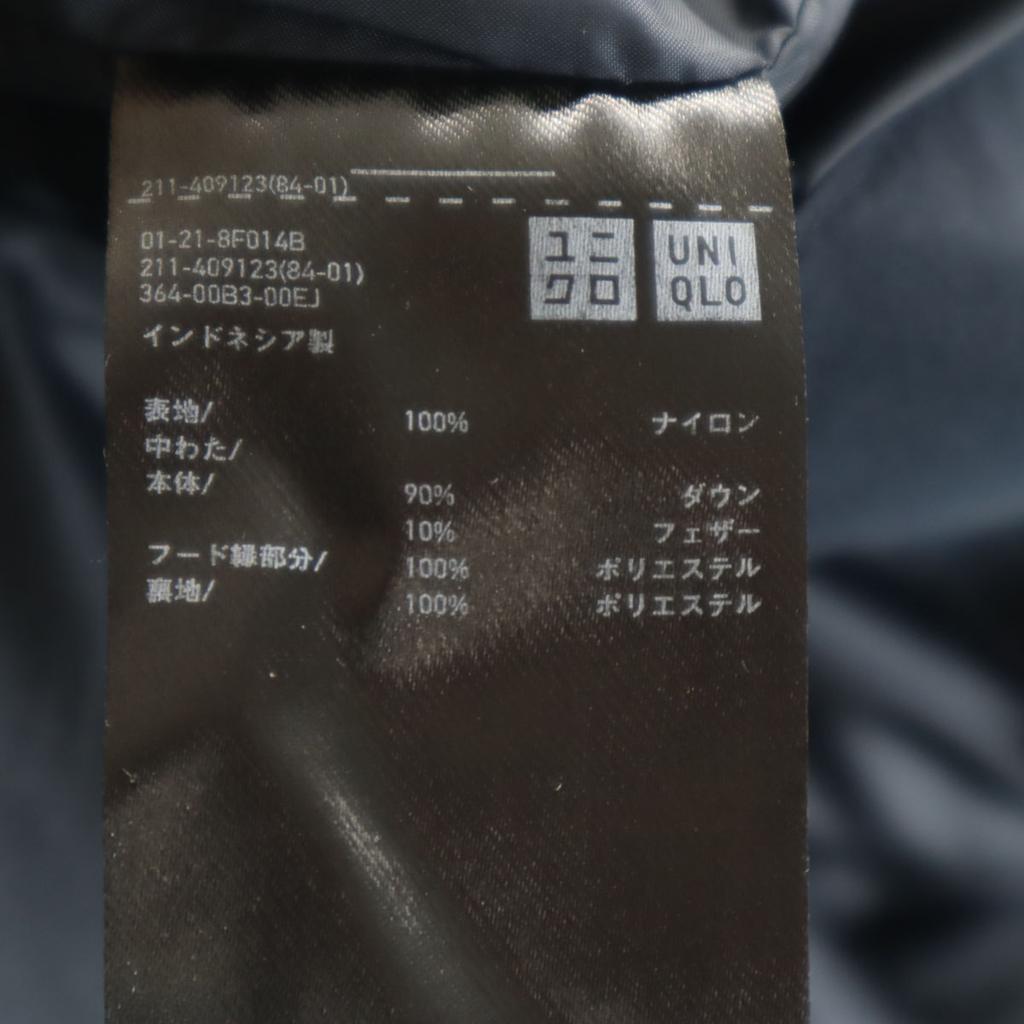 211-409123(84-01)
01-21-8F014B
211-409123(84-01)
364-00B3-00EJ
ユニ
クロ
UNI
QLO
インドネシア製
表地/ 100% ナイロン
中わた/
本体/ 90% ダウン
10% フェザー
フード縁部分/ 100% ポリエステル
裏地/ 100% ポリエステル